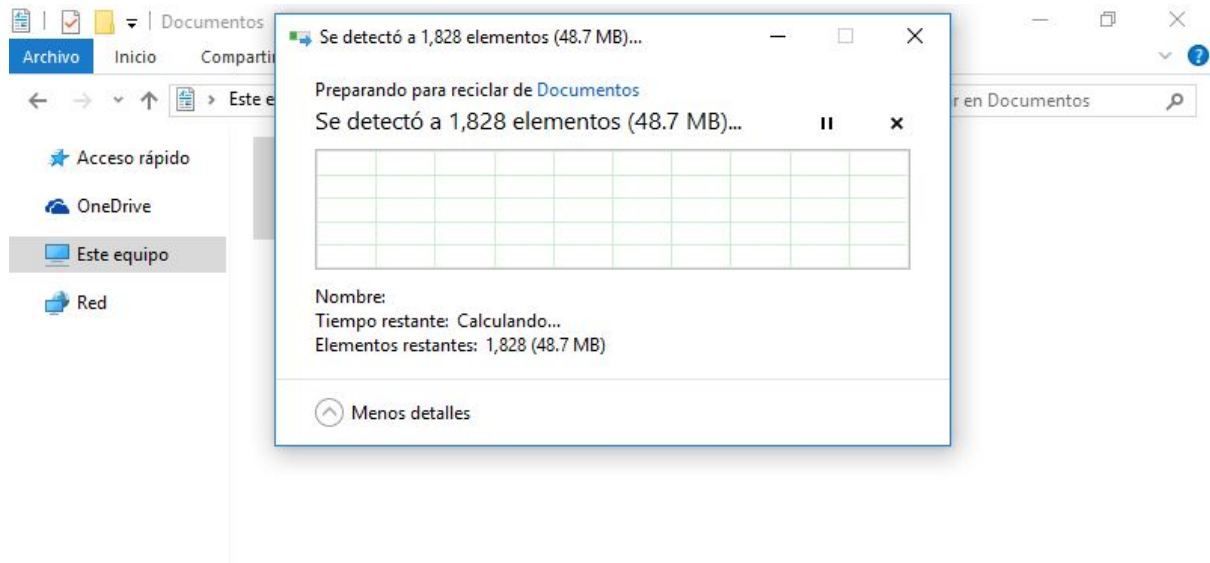 Documentos
Se detectó a 1,828 elementos (48.7 MB)...
Archivo Inicio Comparti
Este e
r en Documentos
Preparando para reciclar de Documentos
Se detectó a 1,828 elementos (48.7 MB)...
Acceso rápido
OneDrive
Este equipo
Red
Nombre:
Tiempo restante: Calculando...
Elementos restantes: 1,828 (48.7 MB)
Menos detalles